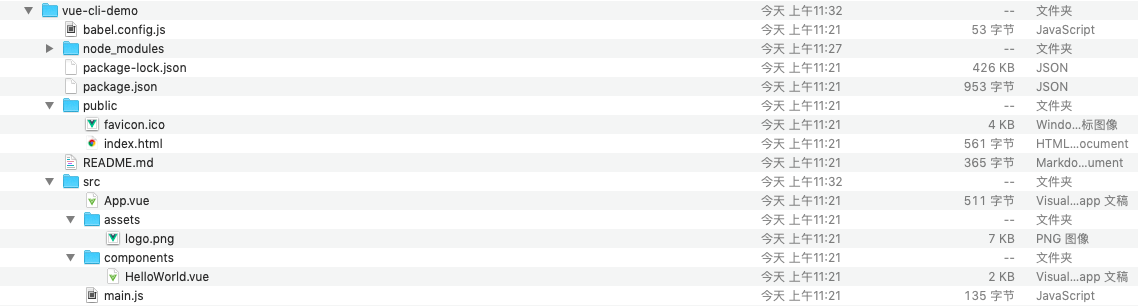 vue-cli-demo 今天 上午11:32 -- 文件夹
babel.config.js 今天 上午11:21 53 字节 JavaScript
node_modules 今天 上午11:27 -- 文件夹
package-lock.json 今天 上午11:21 426 KB JSON
package.json 今天 上午11:21 953 字节 JSON
public 今天 上午11:21 -- 文件夹
favicon.ico 今天 上午11:21 4 KB Windo...标图像
index.html 今天 上午11:21 561 字节 HTML...ocument
README.md 今天 上午11:21 365 字节 Markdo...ument
src 今天 上午11:32 -- 文件夹
App.vue 今天 上午11:21 511 字节 Visual...app 文稿
assets 今天 上午11:21 -- 文件夹
logo.png 今天 上午11:21 7 KB PNG 图像
components 今天 上午11:21 -- 文件夹
HelloWorld.vue 今天 上午11:21 2 KB Visual...app 文稿
main.js 今天 上午11:21 135 字节 JavaScript